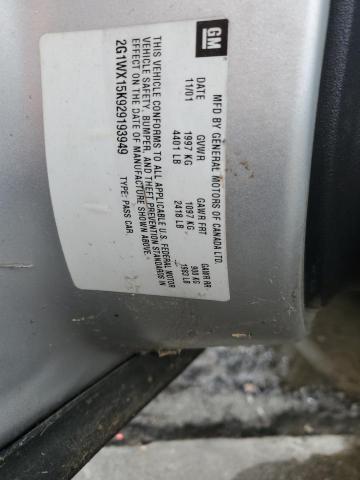 GM
MFD BY GENERAL MOTORS OF CANADA LTD.
DATE GVWR GAWR FRT GAWR RR
11/01 1997 KG 1097 KG 900 KG
4401 LB 2418 LB 1983 LB
THIS VEHICLE CONFORMS TO ALL APPLICABLE U.S. FEDERAL MOTOR
VEHICLE SAFETY, BUMPER, AND THEFT PREVENTION STANDARDS IN
EFFECT ON THE DATE OF MANUFACTURE SHOWN ABOVE.
2G1WX15K929193949 TYPE: PASS CAR.